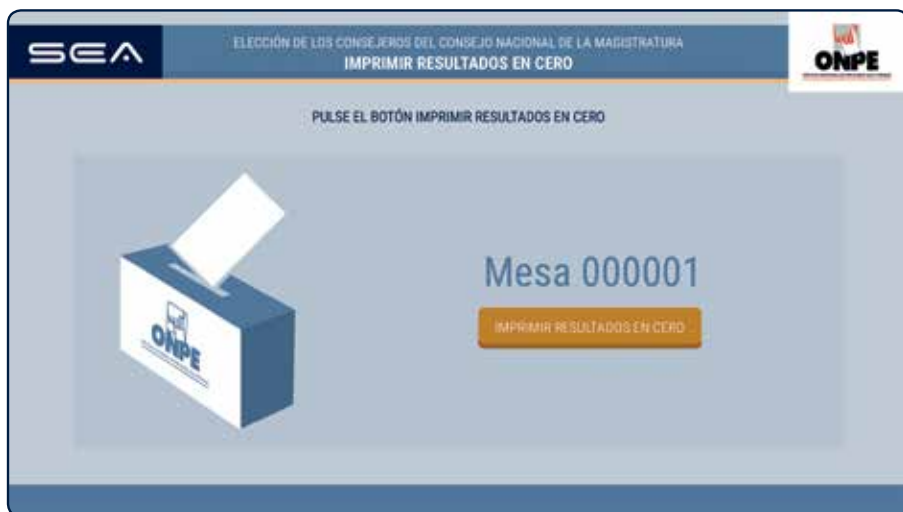 SEA
ELECCIÓN DE LOS CONSEJEROS DEL CONSEJO NACIONAL DE LA MAGISTRATURA
IMPRIMIR RESULTADOS EN CERO
ONPE
PULSE EL BOTÓN IMPRIMIR RESULTADOS EN CERO
Mesa 000001
IMPRIMIR RESULTADOS EN CERO
ONPE